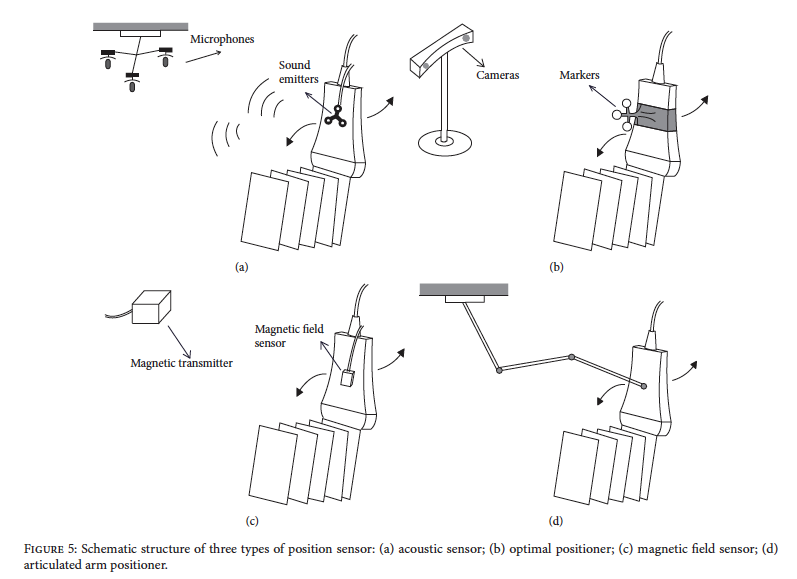 Microphones
Sound
emitters
Cameras
Markers
(a)
(b)
Magnetic transmitter
Magnetic field
sensor
(c)
(d)
FIGURE 5: Schematic structure of three types of position sensor: (a) acoustic sensor; (b) optimal positioner; (c) magnetic field sensor; (d)
articulated arm positioner.